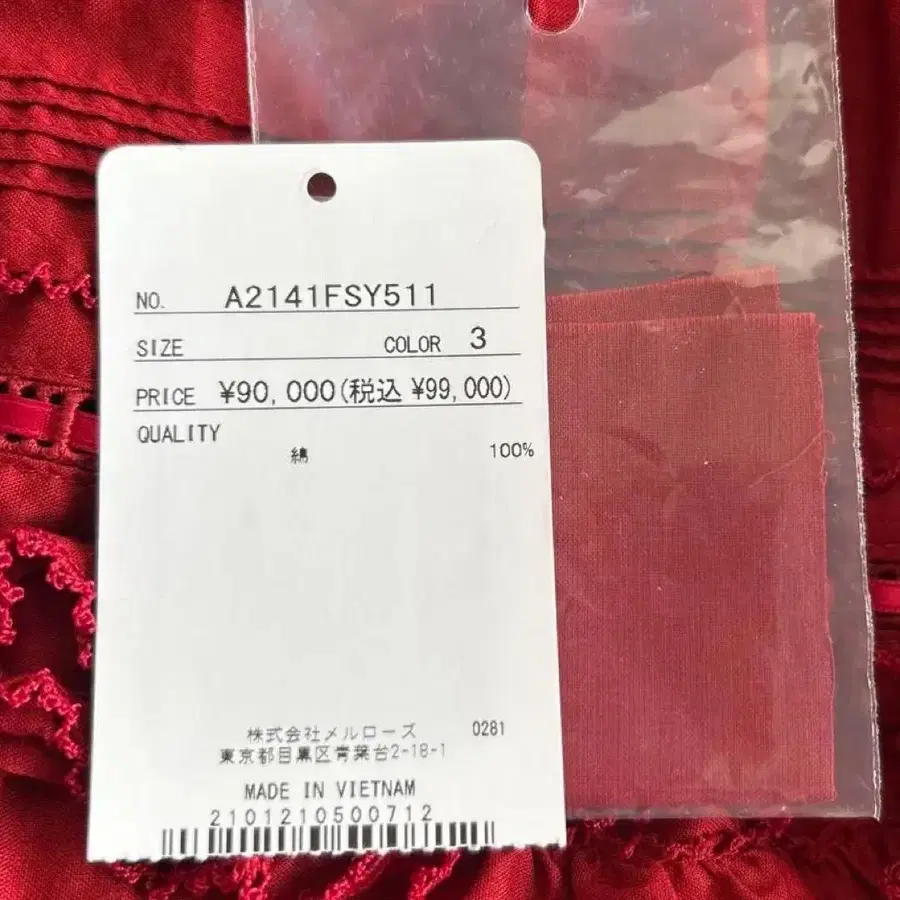 NO. A2141FSY511
SIZE COLOR 3
PRICE ¥90,000(税込 ¥99,000)
QUALITY
綿 100%
株式会社メルローズ 0281
東京都目黒区青葉台2-18-1
MADE IN VIETNAM
2101210500712